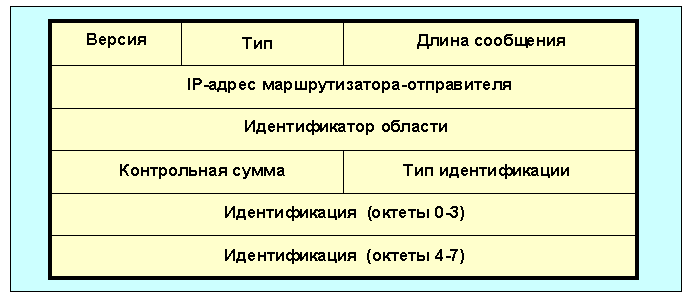 Версия Тип Длина сообщения
IP-адрес маршрутизатора-отправителя
Идентификатор области
Контрольная сумма Тип идентификации
Идентификация (октеты 0-3)
Идентификация (октеты 4-7)